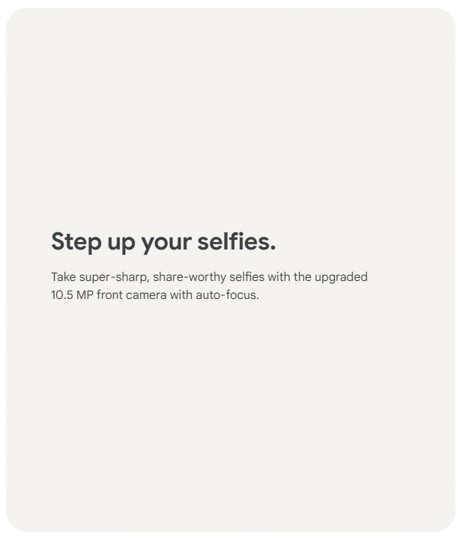 Step up your selfies.
Take super-sharp, share-worthy selfies with the upgraded
10.5 MP front camera with auto-focus.